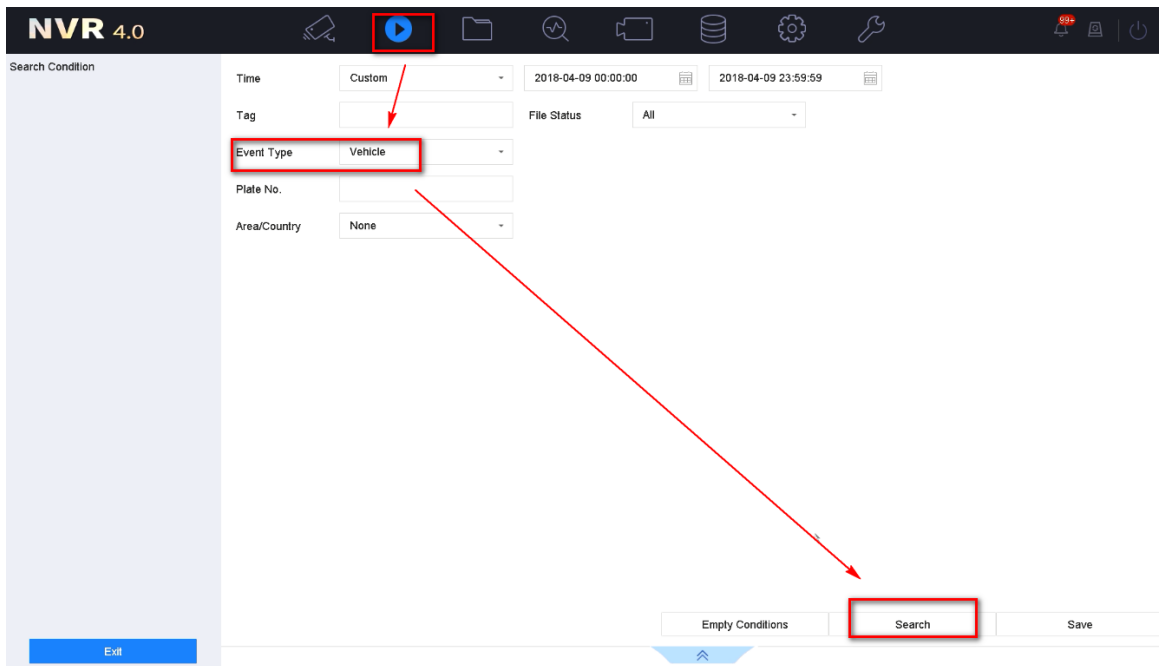 NVR 4.0
99+
Search Condition
Time Custom 2018-04-09 00:00:00 2018-04-09 23:59:59
Tag File Status All
Event Type Vehicle
Plate No.
Area/Country None
Empty Conditions Search Save
Exit